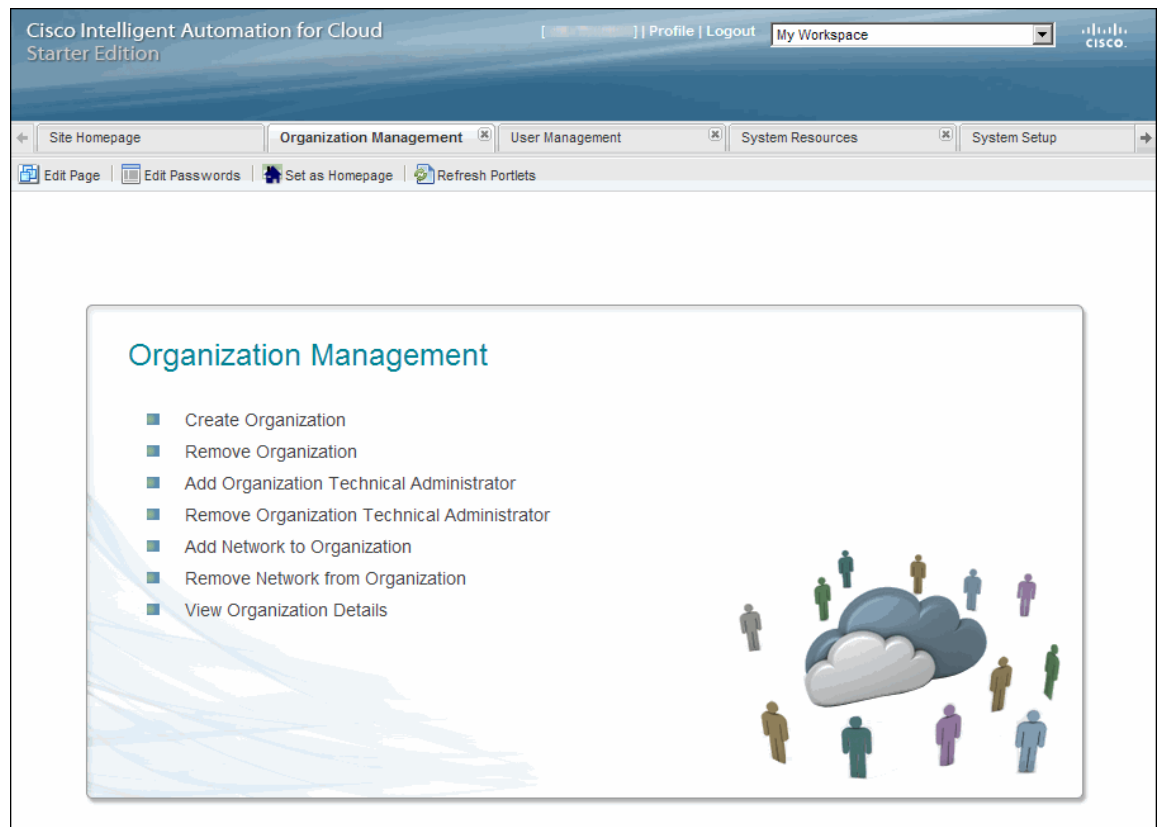 Cisco Intelligent Automation for Cloud
Starter Edition
[ ] | Profile | Logout
My Workspace
CISCO.
Site Homepage
Organization Management
User Management
System Resources
System Setup
Edit Page
Edit Passwords
Set as Homepage
Refresh Portlets
Organization Management
Create Organization
Remove Organization
Add Organization Technical Administrator
Remove Organization Technical Administrator
Add Network to Organization
Remove Network from Organization
View Organization Details